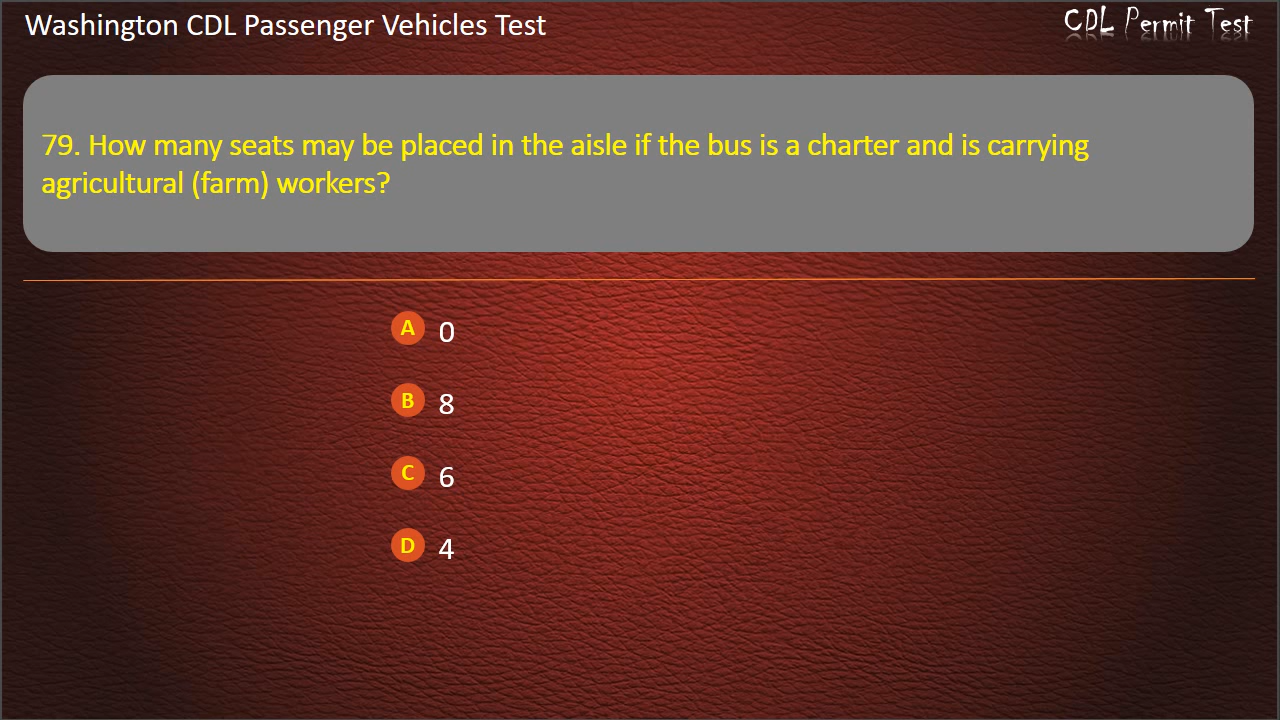 Washington CDL Passenger Vehicles Test
CDL Permit Test
79. How many seats may be placed in the aisle if the bus is a charter and is carrying
agricultural (farm) workers?
A 0
B 8
C 6
D 4